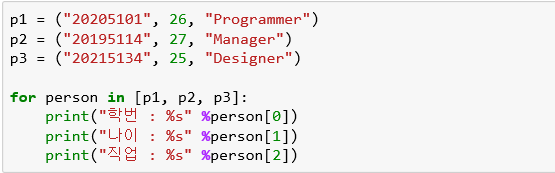 p1 = ("20205101", 26, "Programmer")
p2 = ("20195114", 27, "Manager")
p3 = ("20215134", 25, "Designer")

for person in [p1, p2, p3]:
    print("학번 : %s" %person[0])
    print("나이 : %s" %person[1])
    print("직업 : %s" %person[2])